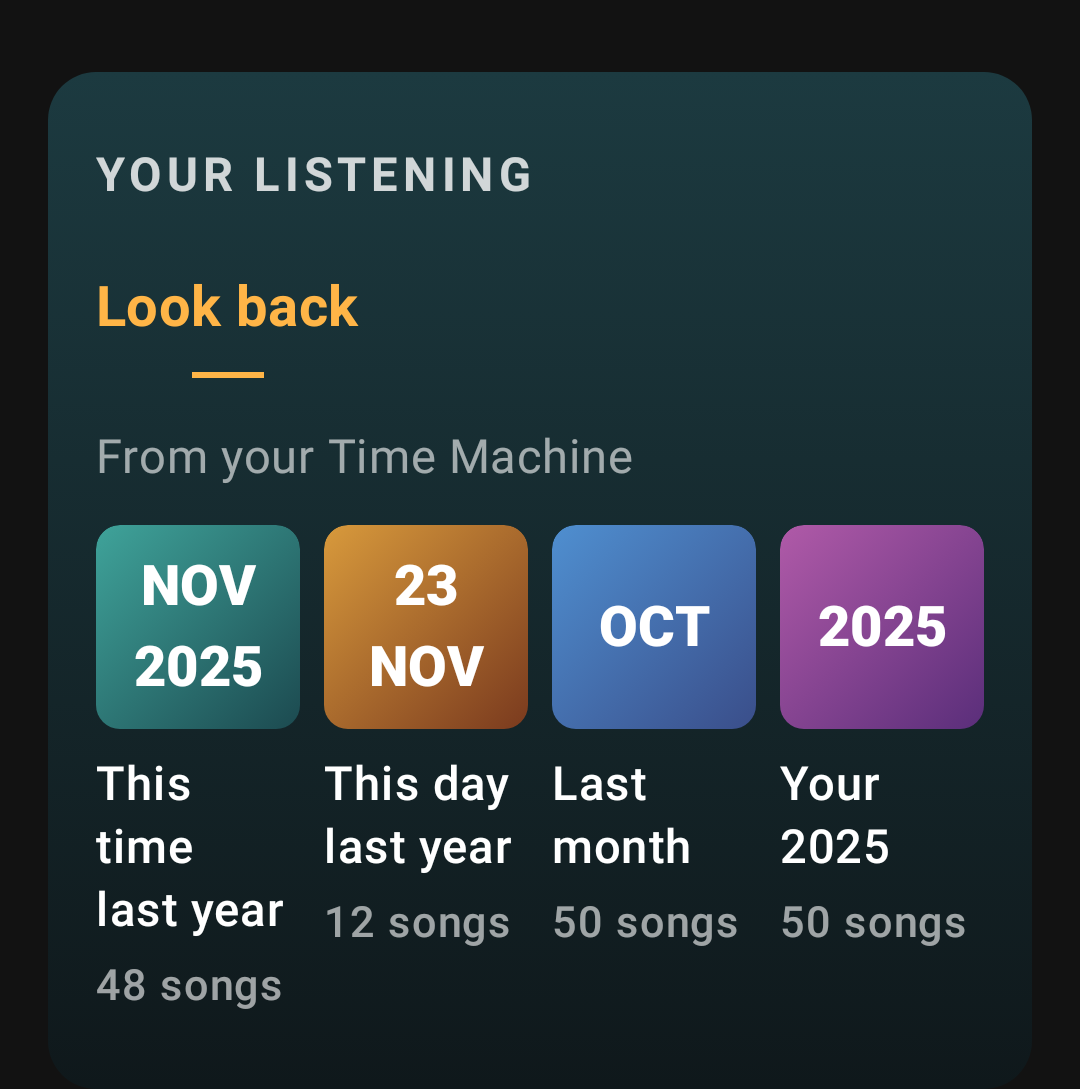 YOUR LISTENING
Look back
From your Time Machine
NOV
2025
This
time
last year
48 songs
23
NOV
This day
last year
12 songs
OCT
Last
month
50 songs
2025
Your
2025
50 songs